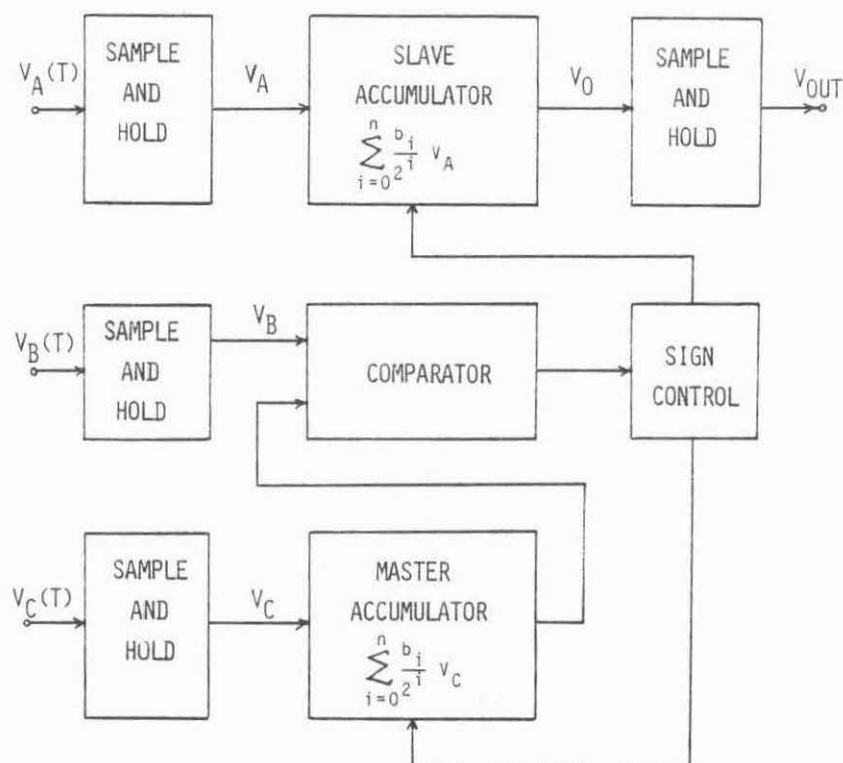 V_A(T)
SAMPLE
AND
HOLD
V_A
SLAVE
ACCUMULATOR
n
∑ b_i/2^i V_A
i=0
V_O
SAMPLE
AND
HOLD
V_OUT
V_B(T)
SAMPLE
AND
HOLD
V_B
COMPARATOR
SIGN
CONTROL
V_C(T)
SAMPLE
AND
HOLD
V_C
MASTER
ACCUMULATOR
n
∑ b_i/2^i V_C
i=0